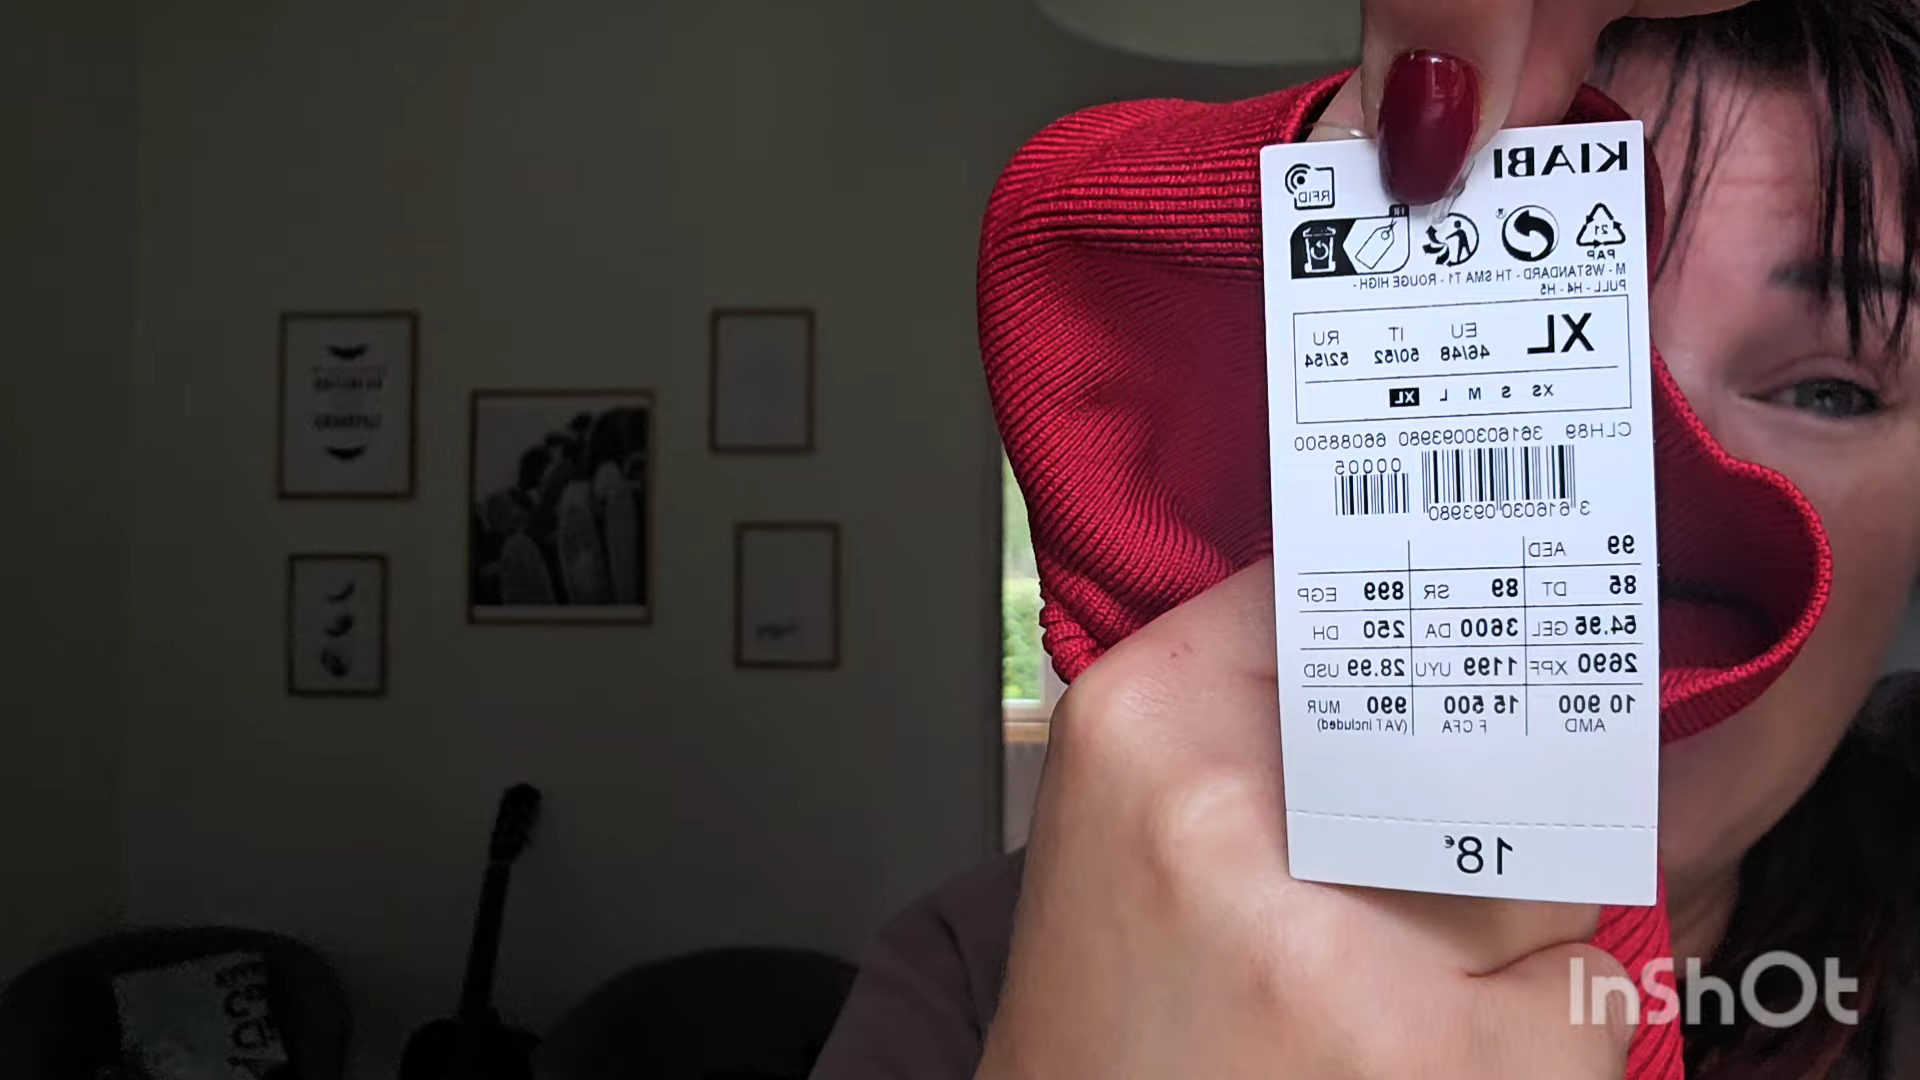 KIABI
RFID
FR
21
PAP
M - WSTANDARD - TH SMA T1 - ROUGE HIGH -
PULL - H4 - H5
XL
EU IT RU
46/48 50/52 52/54
XS S M L XL
CLH89 3616030093980 66088500
00005
3 616030 093980
99 AED
85 DT 89 SR 899 EGP
54.95 GEL 3600 DA 250 DH
2690 XPF 1199 UYU 28.99 USD
10 900 15 500 990 MUR
AMD F CFA (VAT included)
18€
InShOt